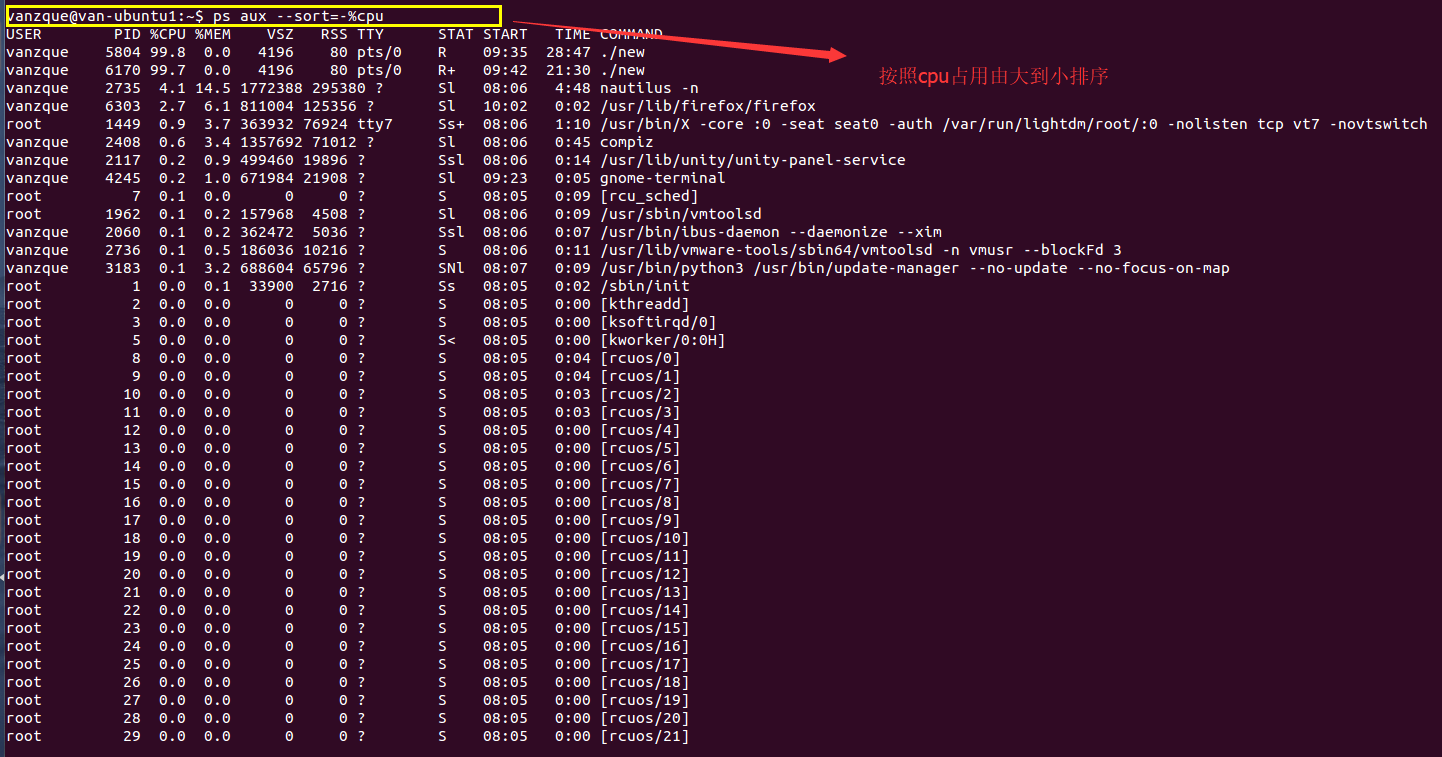 vanzque@van-ubuntu1:~$ ps aux --sort=-%cpu
USER PID %CPU %MEM VSZ RSS TTY STAT START TIME COMMAND
vanzque 5804 99.8 0.0 4196 80 pts/0 R 09:35 28:47 ./new
vanzque 6170 99.7 0.0 4196 80 pts/0 R+ 09:42 21:30 ./new
按照cpu占用由大到小排序
vanzque 2735 4.1 14.5 1772388 295380 ? Sl 08:06 4:48 nautilus -n
vanzque 6303 2.7 6.1 811004 125356 ? Sl 10:02 0:02 /usr/lib/firefox/firefox
root 1449 0.9 3.7 363932 76924 tty7 Ss+ 08:06 1:10 /usr/bin/X -core :0 -seat seat0 -auth /var/run/lightdm/root/:0 -nolisten tcp vt7 -novtswitch
vanzque 2408 0.6 3.4 1357692 71012 ? Sl 08:06 0:45 compiz
vanzque 2117 0.2 0.9 499460 19896 ? Ssl 08:06 0:14 /usr/lib/unity/unity-panel-service
vanzque 4245 0.2 1.0 671984 21908 ? Sl 09:23 0:05 gnome-terminal
root 7 0.1 0.0 0 0 ? S 08:05 0:09 [rcu_sched]
root 1962 0.1 0.2 157968 4508 ? Sl 08:06 0:09 /usr/sbin/vmtoolsd
vanzque 2060 0.1 0.2 362472 5036 ? Ssl 08:06 0:07 /usr/bin/ibus-daemon --daemonize --xim
vanzque 2736 0.1 0.5 186036 10216 ? S 08:06 0:11 /usr/lib/vmware-tools/sbin64/vmtoolsd -n vmusr --blockFd 3
vanzque 3183 0.1 3.2 688604 65796 ? SNl 08:07 0:09 /usr/bin/python3 /usr/bin/update-manager --no-update --no-focus-on-map
root 1 0.0 0.1 33900 2716 ? Ss 08:05 0:02 /sbin/init
root 2 0.0 0.0 0 0 ? S 08:05 0:00 [kthreadd]
root 3 0.0 0.0 0 0 ? S 08:05 0:00 [ksoftirqd/0]
root 5 0.0 0.0 0 0 ? S< 08:05 0:00 [kworker/0:0H]
root 8 0.0 0.0 0 0 ? S 08:05 0:04 [rcuos/0]
root 9 0.0 0.0 0 0 ? S 08:05 0:04 [rcuos/1]
root 10 0.0 0.0 0 0 ? S 08:05 0:03 [rcuos/2]
root 11 0.0 0.0 0 0 ? S 08:05 0:03 [rcuos/3]
root 12 0.0 0.0 0 0 ? S 08:05 0:00 [rcuos/4]
root 13 0.0 0.0 0 0 ? S 08:05 0:00 [rcuos/5]
root 14 0.0 0.0 0 0 ? S 08:05 0:00 [rcuos/6]
root 15 0.0 0.0 0 0 ? S 08:05 0:00 [rcuos/7]
root 16 0.0 0.0 0 0 ? S 08:05 0:00 [rcuos/8]
root 17 0.0 0.0 0 0 ? S 08:05 0:00 [rcuos/9]
root 18 0.0 0.0 0 0 ? S 08:05 0:00 [rcuos/10]
root 19 0.0 0.0 0 0 ? S 08:05 0:00 [rcuos/11]
root 20 0.0 0.0 0 0 ? S 08:05 0:00 [rcuos/12]
root 21 0.0 0.0 0 0 ? S 08:05 0:00 [rcuos/13]
root 22 0.0 0.0 0 0 ? S 08:05 0:00 [rcuos/14]
root 23 0.0 0.0 0 0 ? S 08:05 0:00 [rcuos/15]
root 24 0.0 0.0 0 0 ? S 08:05 0:00 [rcuos/16]
root 25 0.0 0.0 0 0 ? S 08:05 0:00 [rcuos/17]
root 26 0.0 0.0 0 0 ? S 08:05 0:00 [rcuos/18]
root 27 0.0 0.0 0 0 ? S 08:05 0:00 [rcuos/19]
root 28 0.0 0.0 0 0 ? S 08:05 0:00 [rcuos/20]
root 29 0.0 0.0 0 0 ? S 08:05 0:00 [rcuos/21]